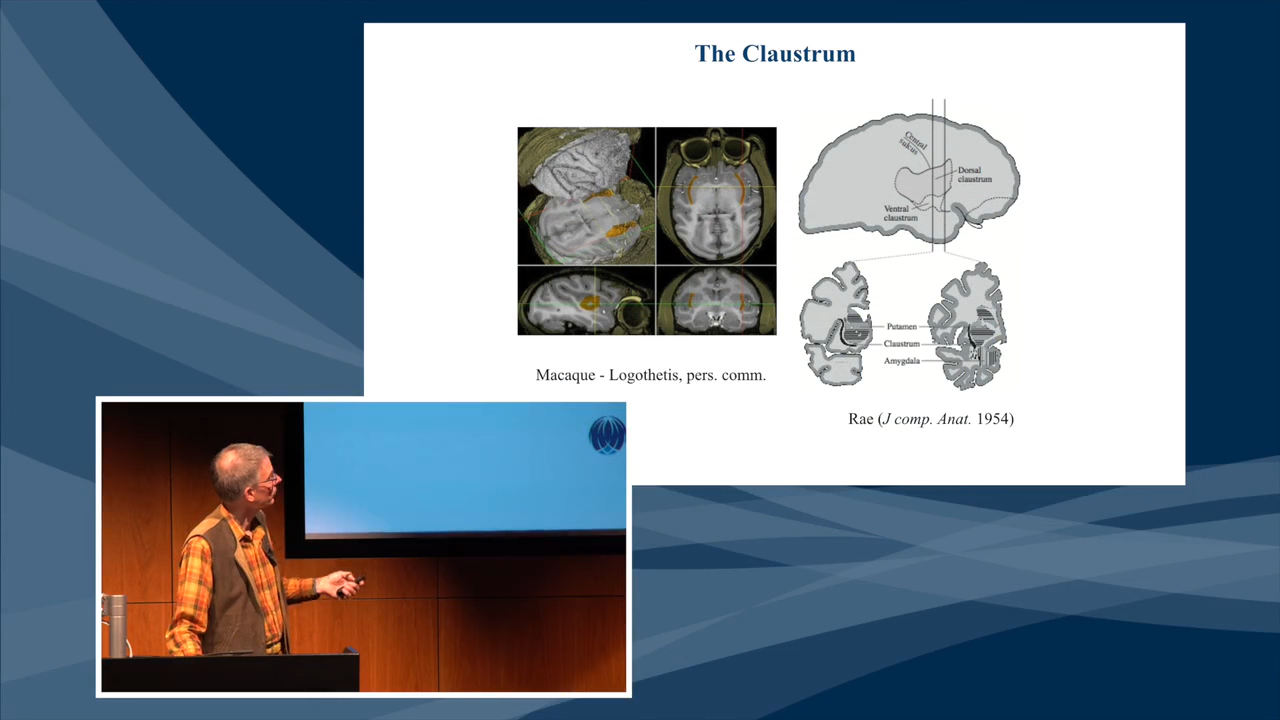 The Claustrum
Central
sulcus
Dorsal
claustrum
Ventral
claustrum
Putamen
Claustrum
Amygdala
Macaque - Logothetis, pers. comm.
Rae (J comp. Anat. 1954)